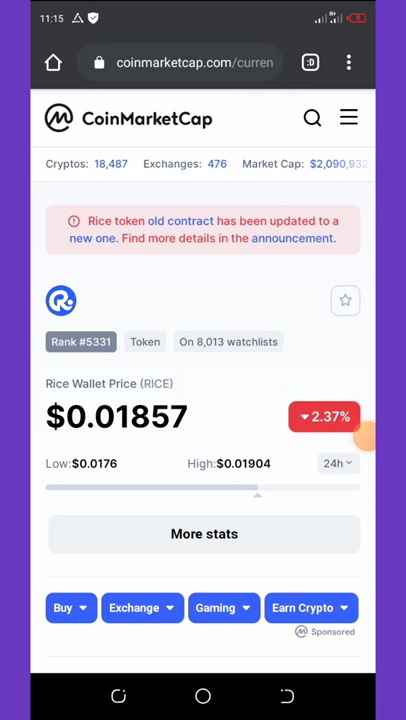 11:15
coinmarketcap.com/curren
:D
CoinMarketCap
Cryptos: 18,487 Exchanges: 476 Market Cap: $2,090,932
Rice token old contract has been updated to a
new one. Find more details in the announcement.
Rank #5331 Token On 8,013 watchlists
Rice Wallet Price (RICE)
$0.01857 2.37%
Low:$0.0176 High:$0.01904 24h
More stats
Buy Exchange Gaming Earn Crypto
Sponsored